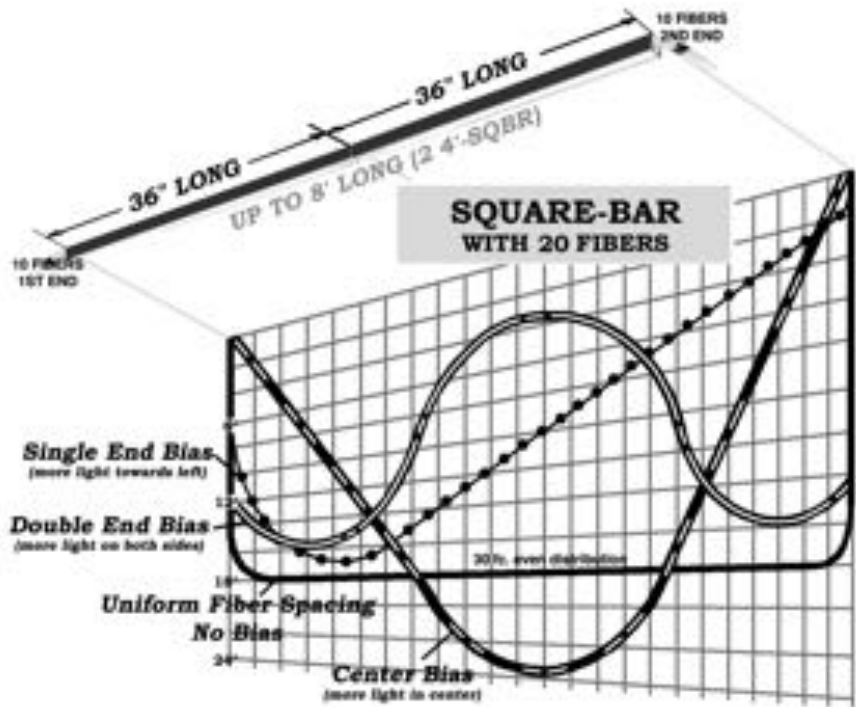 10 FIBERS
2ND END
36" LONG
36" LONG
UP TO 8' LONG (2 4'-SQBR)
10 FIBERS
1ST END
SQUARE-BAR
WITH 20 FIBERS
Single End Bias
(more light towards left)
12"
Double End Bias
(more light on both sides)
30 fc. even distribution
18"
Uniform Fiber Spacing
No Bias
24"
Center Bias
(more light in center)